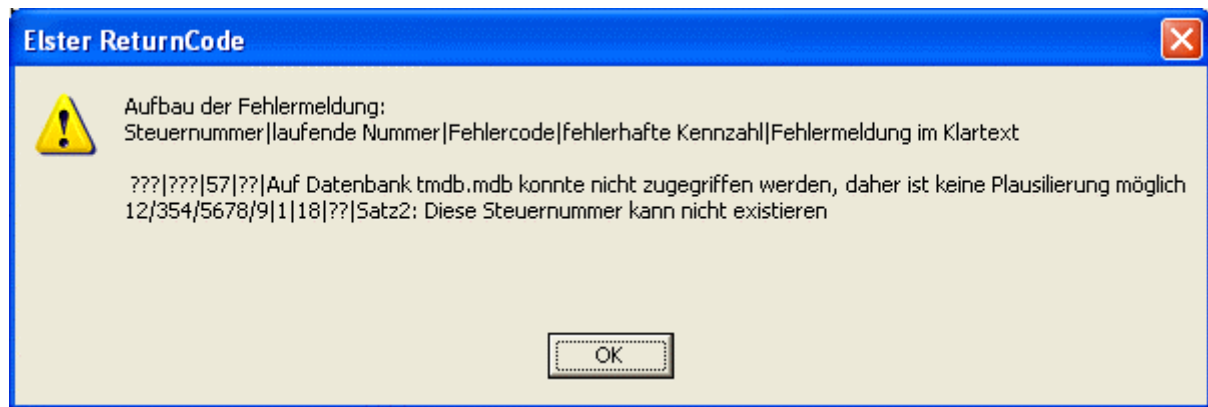 Elster ReturnCode
Aufbau der Fehlermeldung:
Steuernummer|laufende Nummer|Fehlercode|fehlerhafte Kennzahl|Fehlermeldung im Klartext
???|???|57|??|Auf Datenbank tmdb.mdb konnte nicht zugegriffen werden, daher ist keine Plausilierung möglich
12/354/5678/9|1|18|??|Satz2: Diese Steuernummer kann nicht existieren
OK